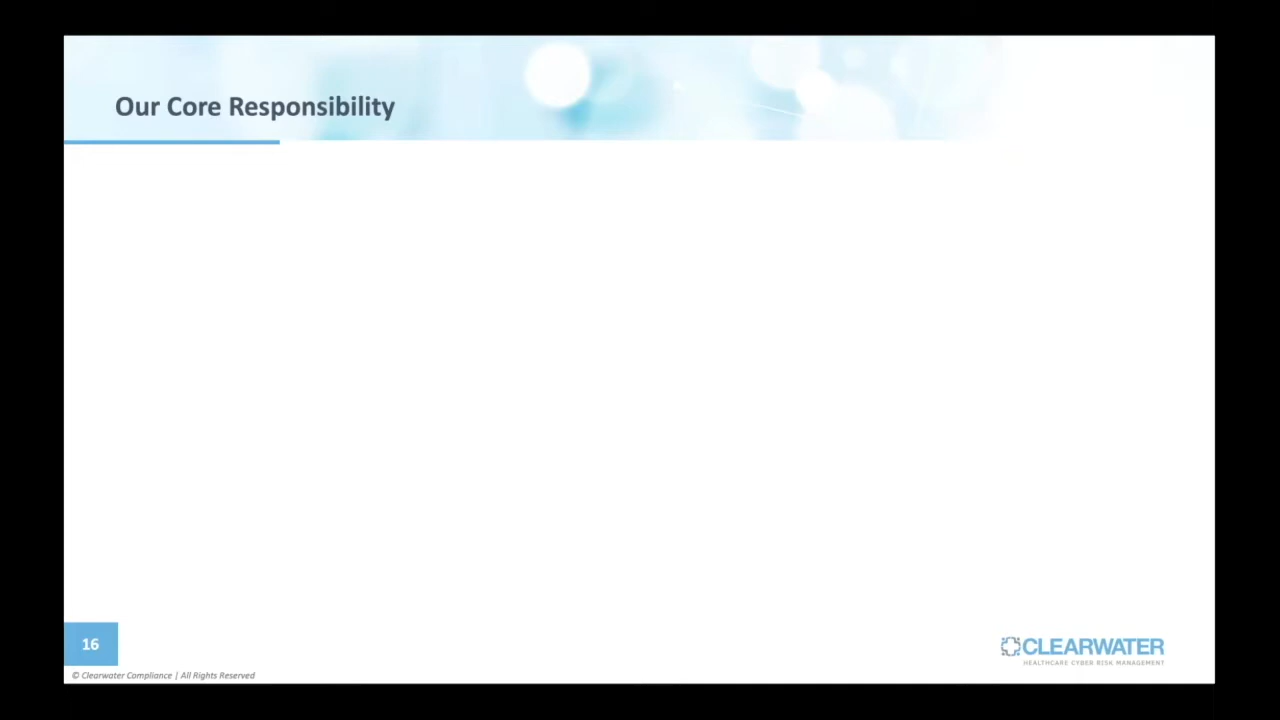 Our Core Responsibility
16
CLEARWATER
HEALTHCARE CYBER RISK MANAGEMENT
© Clearwater Compliance | All Rights Reserved